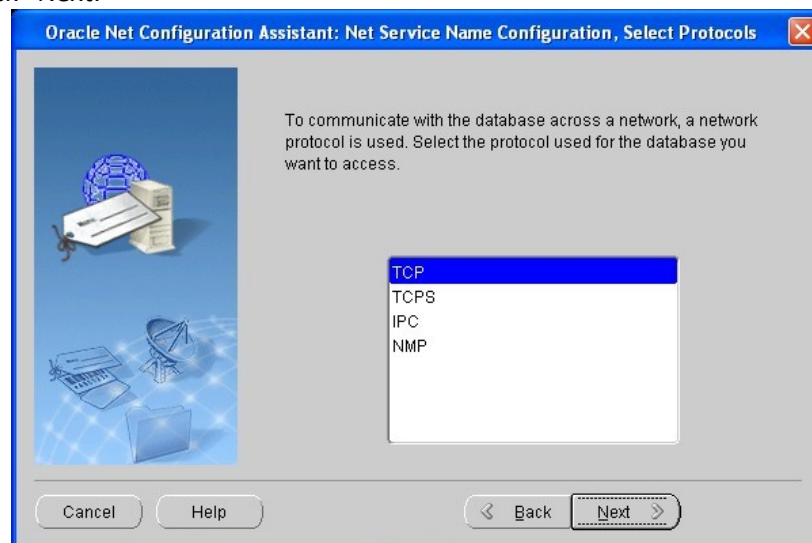 Oracle Net Configuration Assistant: Net Service Name Configuration, Select Protocols
To communicate with the database across a network, a network
protocol is used. Select the protocol used for the database you
want to access.
TCP
TCPS
IPC
NMP
Cancel
Help
Back
Next